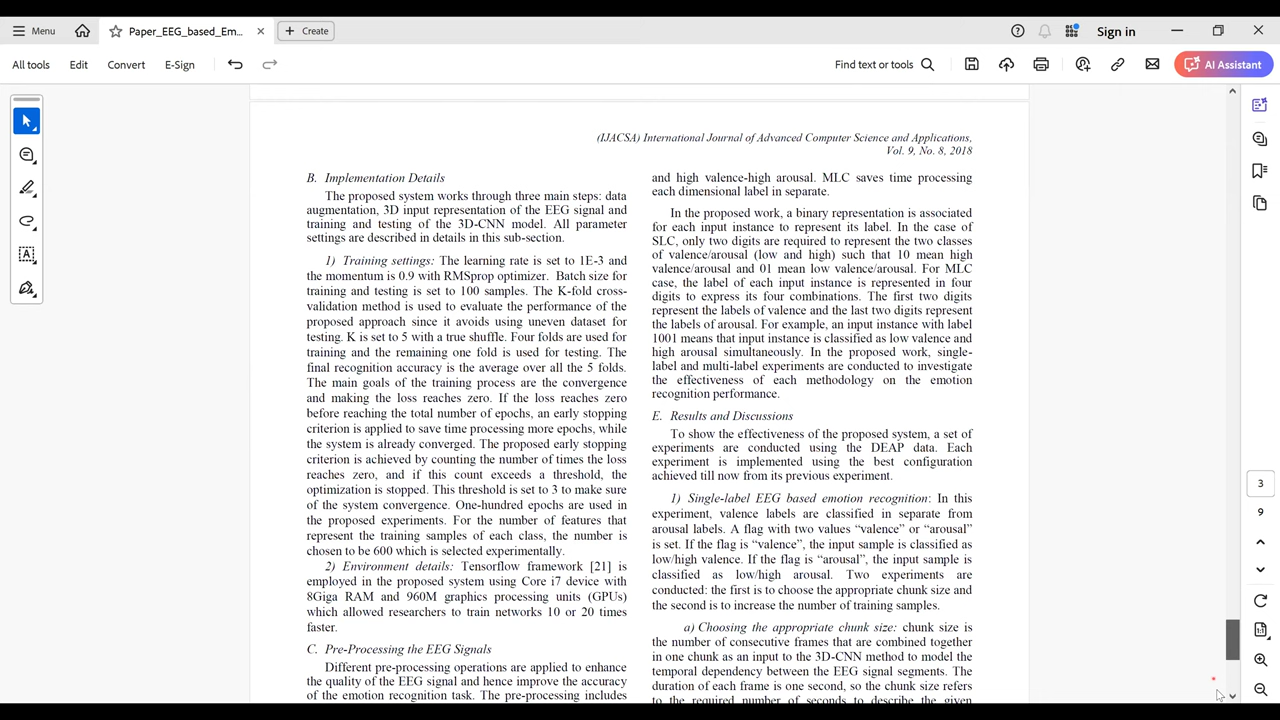 Menu
Paper_EEG_based_Em...
Create
Sign in
All tools
Edit
Convert
E-Sign
Find text or tools
AI Assistant
(IJACSA) International Journal of Advanced Computer Science and Applications,
Vol. 9, No. 8, 2018
B. Implementation Details
The proposed system works through three main steps: data
augmentation, 3D input representation of the EEG signal and
training and testing of the 3D-CNN model. All parameter
settings are described in details in this sub-section.
1) Training settings: The learning rate is set to 1E-3 and
the momentum is 0.9 with RMSprop optimizer. Batch size for
training and testing is set to 100 samples. The K-fold cross-
validation method is used to evaluate the performance of the
proposed approach since it avoids using uneven dataset for
testing. K is set to 5 with a true shuffle. Four folds are used for
training and the remaining one fold is used for testing. The
final recognition accuracy is the average over all the 5 folds.
The main goals of the training process are the convergence
and making the loss reaches zero. If the loss reaches zero
before reaching the total number of epochs, an early stopping
criterion is applied to save time processing more epochs, while
the system is already converged. The proposed early stopping
criterion is achieved by counting the number of times the loss
reaches zero, and if this count exceeds a threshold, the
optimization is stopped. This threshold is set to 3 to make sure
of the system convergence. One-hundred epochs are used in
the proposed experiments. For the number of features that
represent the training samples of each class, the number is
chosen to be 600 which is selected experimentally.
2) Environment details: Tensorflow framework [21] is
employed in the proposed system using Core i7 device with
8Giga RAM and 960M graphics processing units (GPUs)
which allowed researchers to train networks 10 or 20 times
faster.
C. Pre-Processing the EEG Signals
Different pre-processing operations are applied to enhance
the quality of the EEG signal and hence improve the accuracy
of the emotion recognition task. The pre-processing includes
and high valence-high arousal. MLC saves time processing
each dimensional label in separate.
In the proposed work, a binary representation is associated
for each input instance to represent its label. In the case of
SLC, only two digits are required to represent the two classes
of valence/arousal (low and high) such that 10 mean high
valence/arousal and 01 mean low valence/arousal. For MLC
case, the label of each input instance is represented in four
digits to express its four combinations. The first two digits
represent the labels of valence and the last two digits represent
the labels of arousal. For example, an input instance with label
1001 means that input instance is classified as low valence and
high arousal simultaneously. In the proposed work, single-
label and multi-label experiments are conducted to investigate
the effectiveness of each methodology on the emotion
recognition performance.
E. Results and Discussions
To show the effectiveness of the proposed system, a set of
experiments are conducted using the DEAP data. Each
experiment is implemented using the best configuration
achieved till now from its previous experiment.
1) Single-label EEG based emotion recognition: In this
experiment, valence labels are classified in separate from
arousal labels. A flag with two values “valence” or “arousal”
is set. If the flag is “valence”, the input sample is classified as
low/high valence. If the flag is “arousal”, the input sample is
classified as low/high arousal. Two experiments are
conducted: the first is to choose the appropriate chunk size and
the second is to increase the number of training samples.
a) Choosing the appropriate chunk size: chunk size is
the number of consecutive frames that are combined together
in one chunk as an input to the 3D-CNN method to model the
temporal dependency between the EEG signal segments. The
duration of each frame is one second, so the chunk size refers
to the required number of seconds to describe the given
3
9